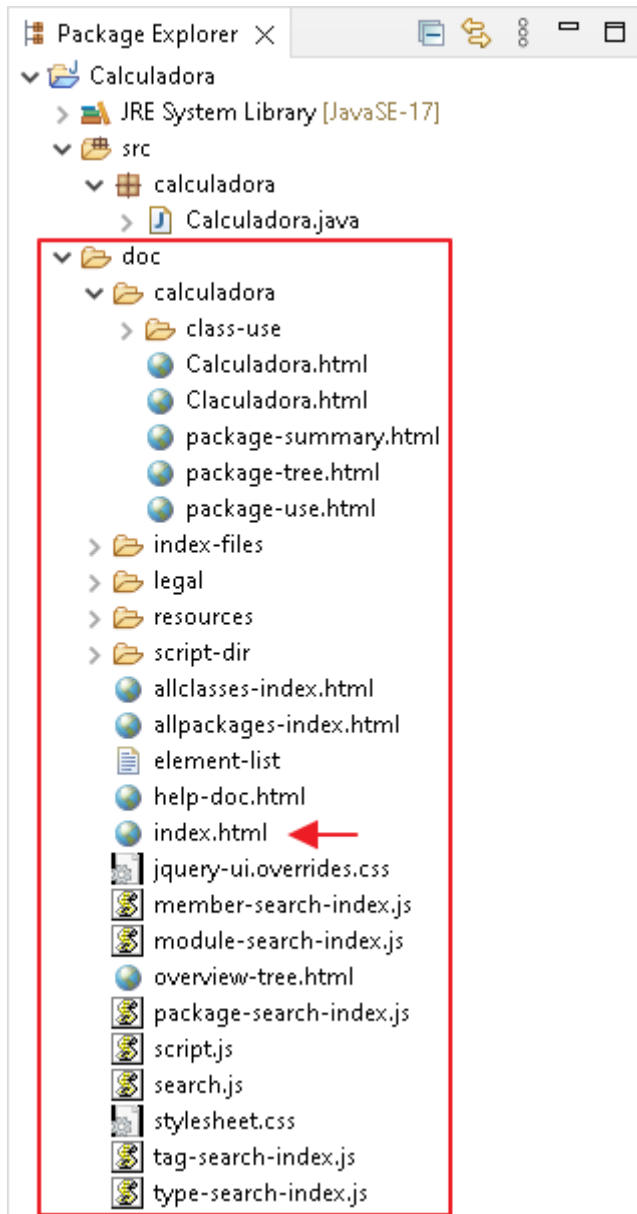 Package Explorer
Calculadora
JRE System Library [JavaSE-17]
src
calculadora
Calculadora.java
doc
calculadora
class-use
Calculadora.html
Claculadora.html
package-summary.html
package-tree.html
package-use.html
index-files
legal
resources
script-dir
allclasses-index.html
allpackages-index.html
element-list
help-doc.html
index.html
jquery-ui.overrides.css
member-search-index.js
module-search-index.js
overview-tree.html
package-search-index.js
script.js
search.js
stylesheet.css
tag-search-index.js
type-search-index.js